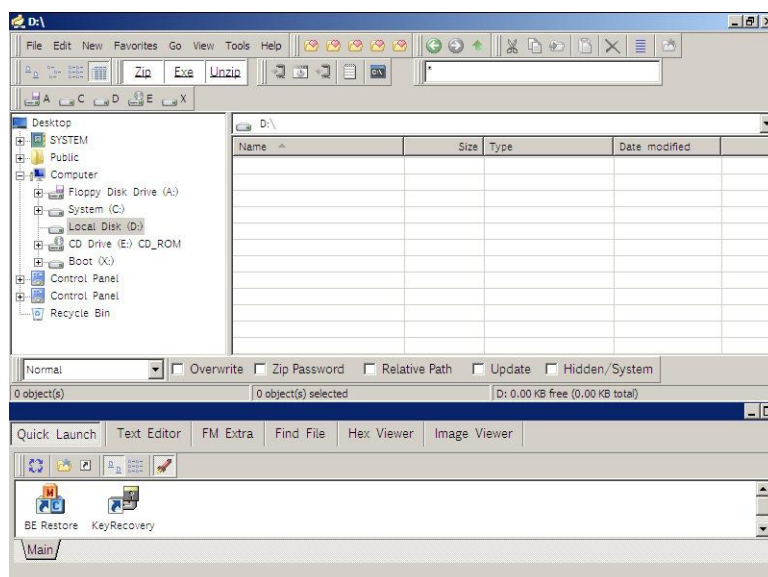 D:\
File Edit New Favorites Go View Tools Help
Zip Exe Unzip C:\ *
A C D E X
Desktop
SYSTEM
Public
Computer
Floppy Disk Drive (A:)
System (C:)
Local Disk (D:)
CD Drive (E:) CD_ROM
Boot (X:)
Control Panel
Control Panel
Recycle Bin
D:\
Name Size Type Date modified
Normal Overwrite Zip Password Relative Path Update Hidden/System
0 object(s) 0 object(s) selected D: 0.00 KB free (0.00 KB total)
Quick Launch Text Editor FM Extra Find File Hex Viewer Image Viewer
BE Restore KeyRecovery
Main